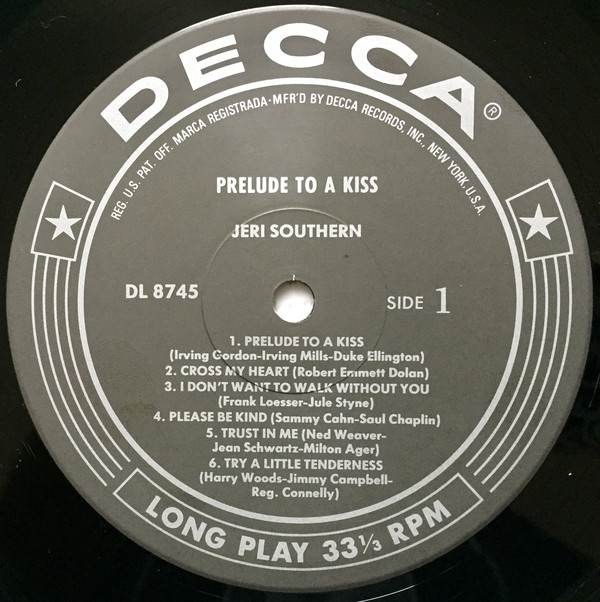 DECCA®
REG. U.S. PAT. OFF. MARCA REGISTRADA·MFR'D BY DECCA RECORDS, INC., NEW YORK, U.S.A.
PRELUDE TO A KISS
JERI SOUTHERN
DL 8745
SIDE 1
1. PRELUDE TO A KISS
(Irving Gordon-Irving Mills-Duke Ellington)
2. CROSS MY HEART (Robert Emmett Dolan)
3. I DON'T WANT TO WALK WITHOUT YOU
(Frank Loesser-Jule Styne)
4. PLEASE BE KIND (Sammy Cahn-Saul Chaplin)
5. TRUST IN ME (Ned Weaver-
Jean Schwartz-Milton Ager)
6. TRY A LITTLE TENDERNESS
(Harry Woods-Jimmy Campbell-
Reg. Connelly)
LONG PLAY 33⅓ RPM